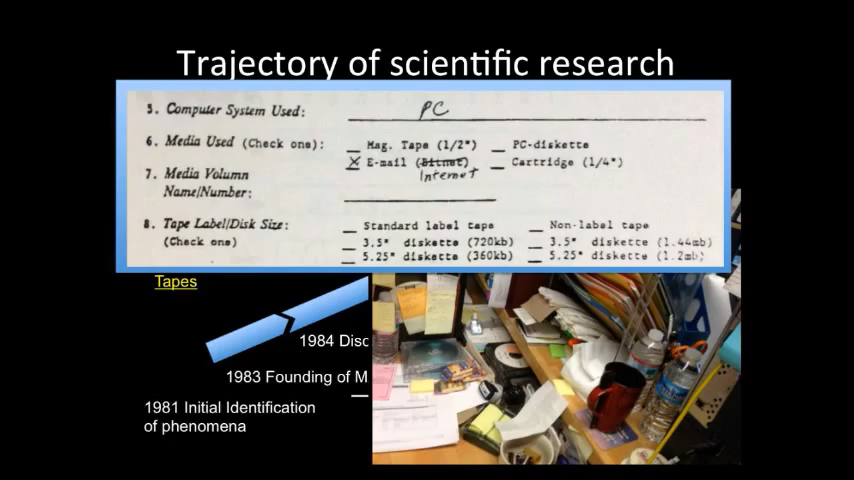 Trajectory of scientific research
5. Computer System Used: PC
6. Media Used (Check one): Mag. Tape (1/2") PC-diskette
X E-mail (Bitnet) Cartridge (1/4")
Internet
7. Media Volumn
Name/Number:
8. Tape Label/Disk Size: Standard label tape Non-label tape
(Check one) 3.5" diskette (720kb) 3.5" diskette (1.44mb)
5.25" diskette (360kb) 5.25" diskette (1.2mb)
Tapes
1984 Disc
1983 Founding of M
1981 Initial Identification
of phenomena